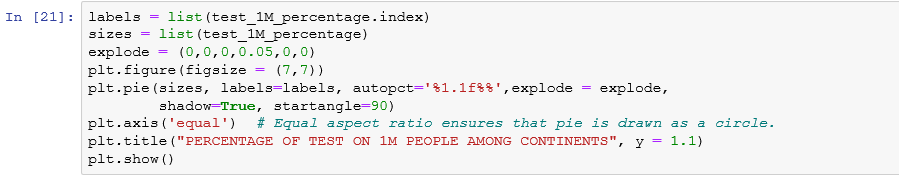 In [21]: labels = list(test_1M_percentage.index)
sizes = list(test_1M_percentage)
explode = (0,0,0,0.05,0,0)
plt.figure(figsize = (7,7))
plt.pie(sizes, labels=labels, autopct='%1.1f%%',explode = explode,
shadow=True, startangle=90)
plt.axis('equal')  # Equal aspect ratio ensures that pie is drawn as a circle.
plt.title("PERCENTAGE OF TEST ON 1M PEOPLE AMONG CONTINENTS", y = 1.1)
plt.show()